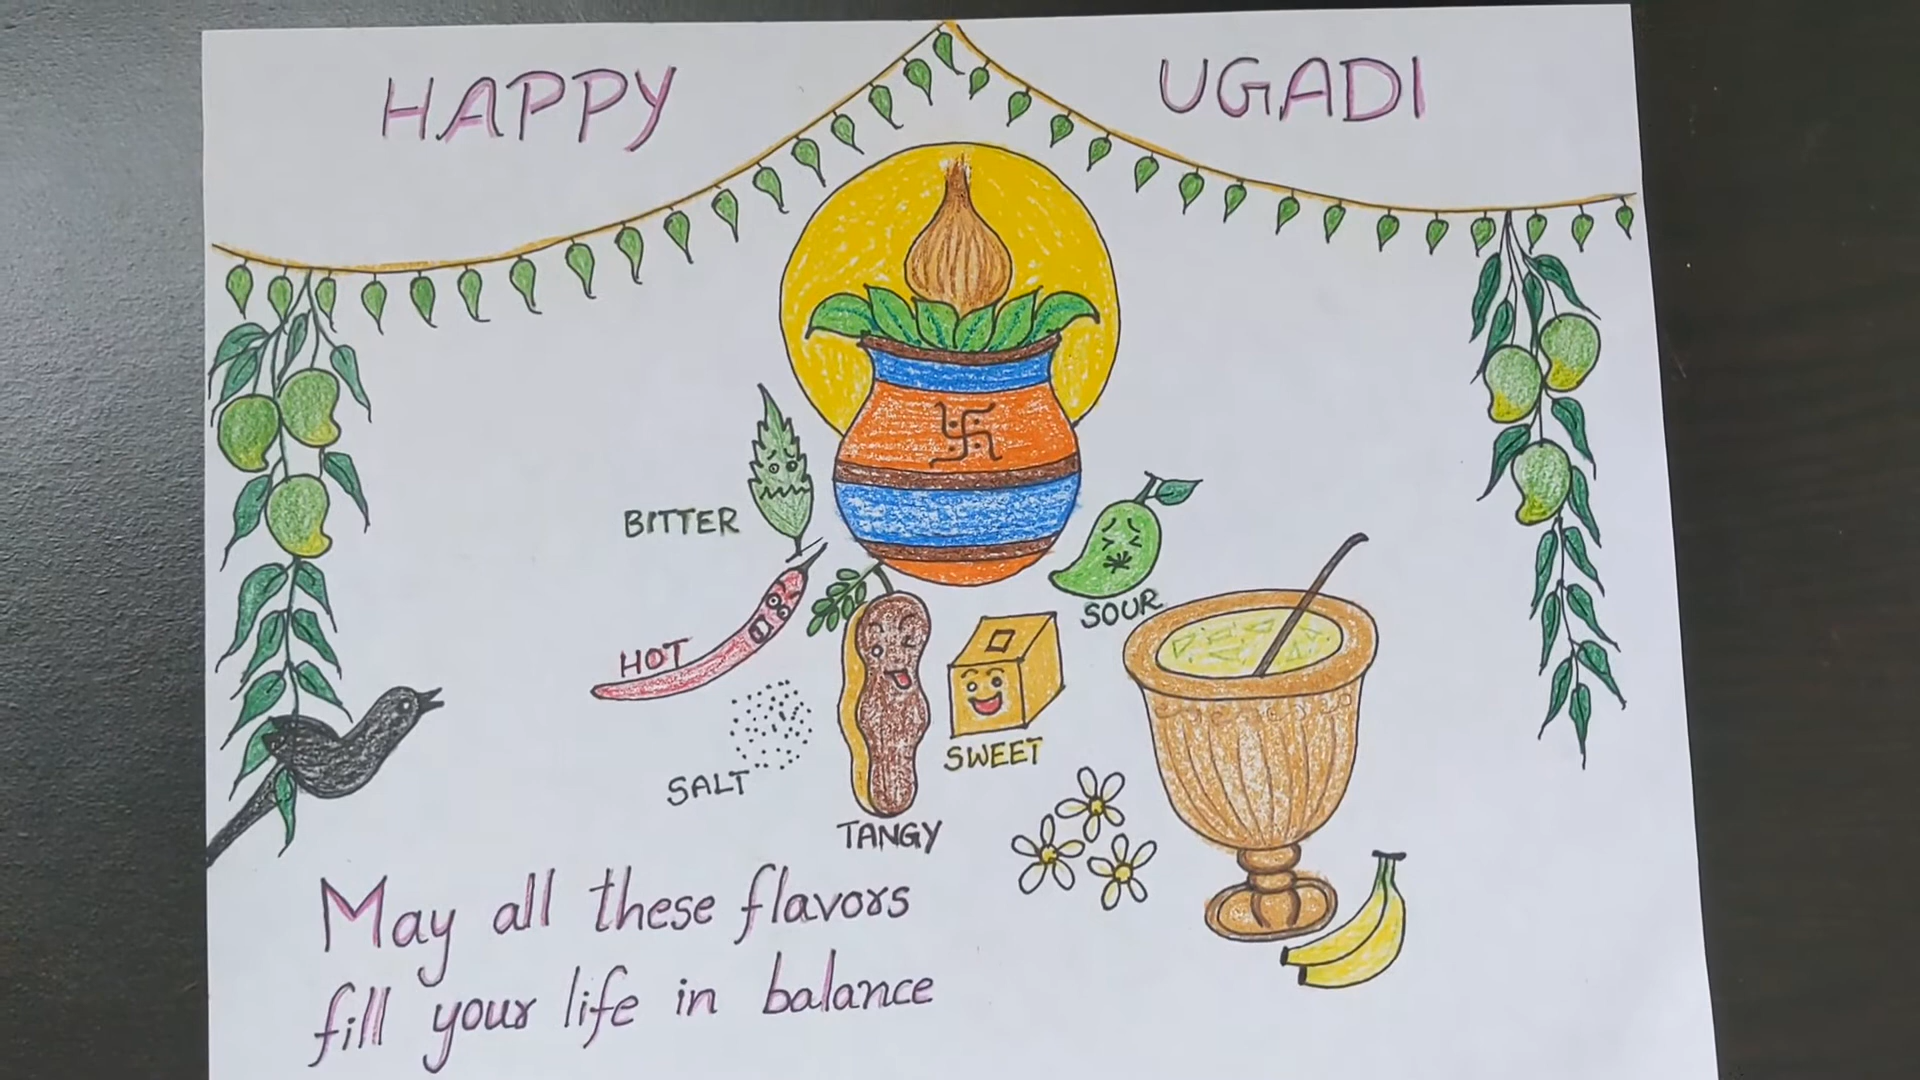 HAPPY UGADI
BITTER
SOUR
HOT
SWEET
SALT
TANGY
May all these flavors
fill your life in balance